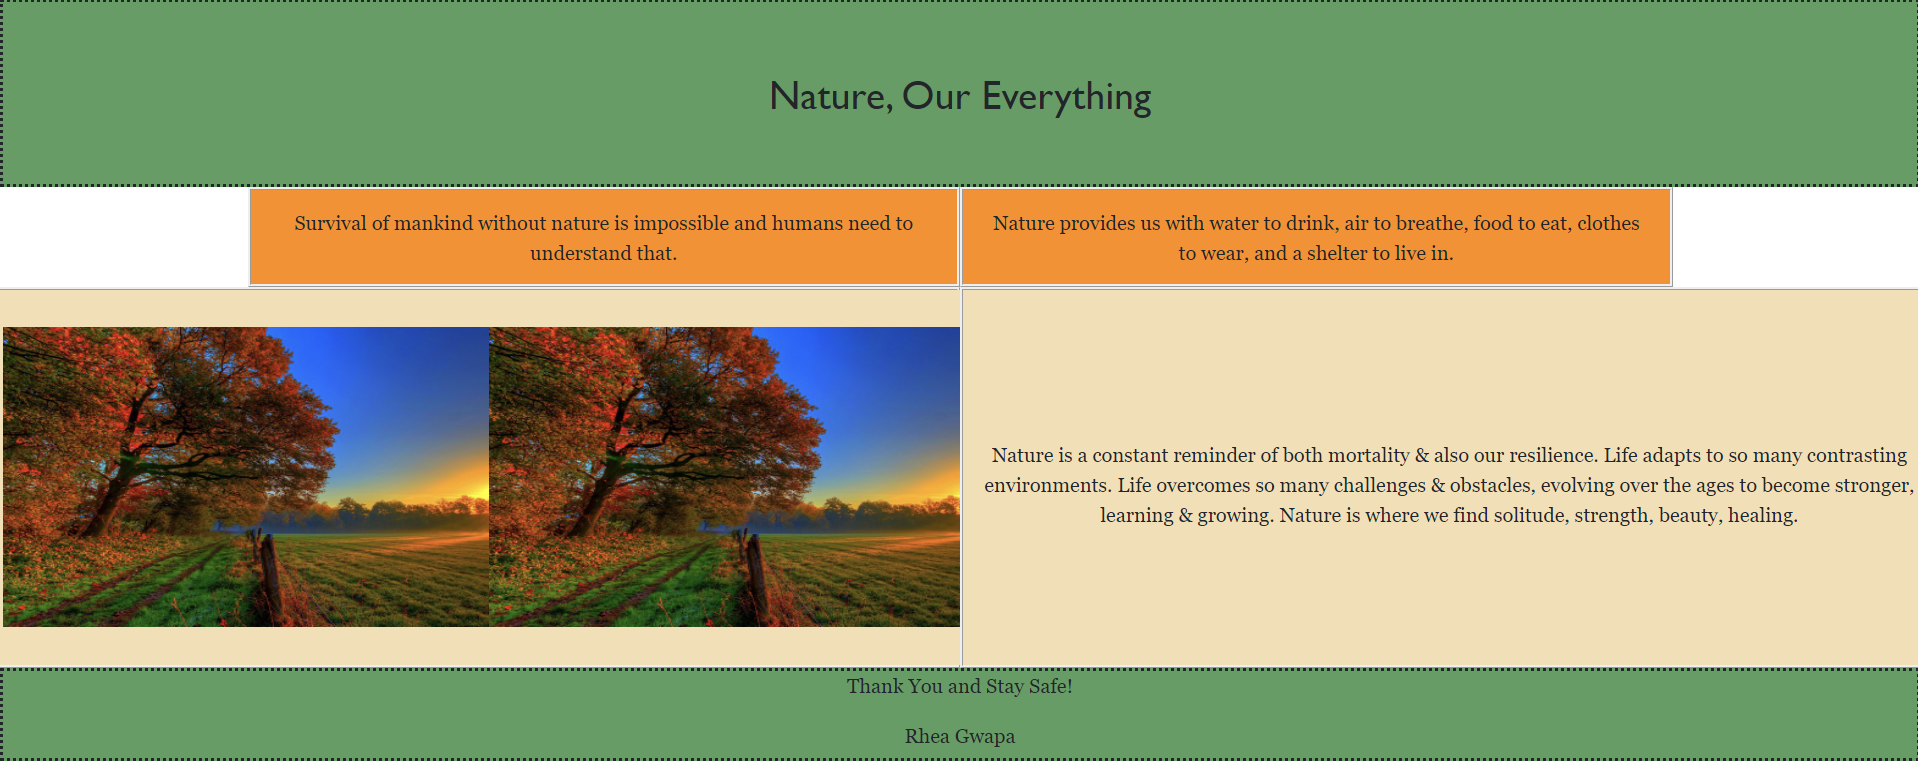 Nature, Our Everything
Survival of mankind without nature is impossible and humans need to
understand that.
Nature provides us with water to drink, air to breathe, food to eat, clothes
to wear, and a shelter to live in.
Nature is a constant reminder of both mortality & also our resilience. Life adapts to so many contrasting
environments. Life overcomes so many challenges & obstacles, evolving over the ages to become stronger,
learning & growing. Nature is where we find solitude, strength, beauty, healing.
Thank You and Stay Safe!
Rhea Gwapa